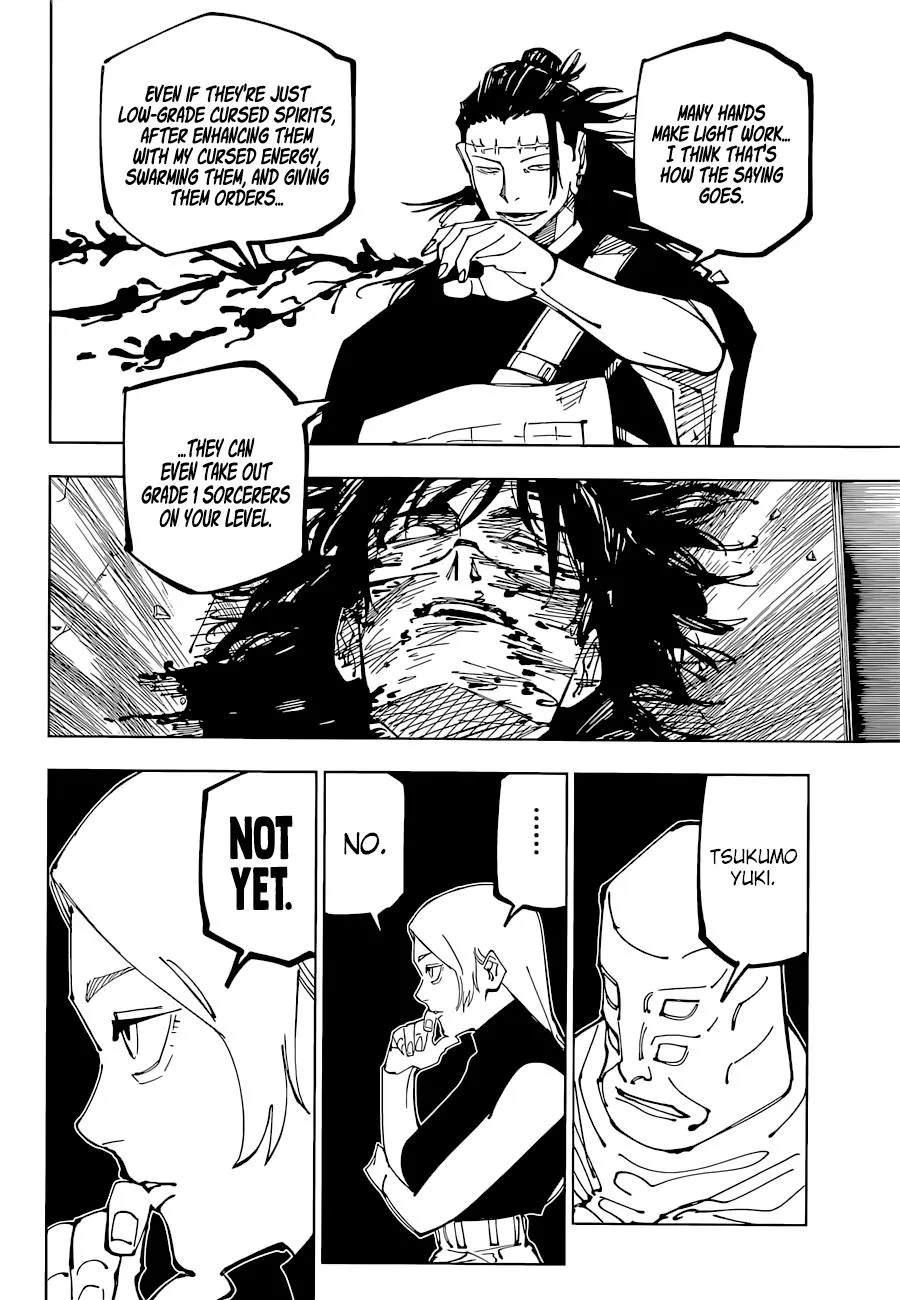 MANY HANDS
MAKE LIGHT WORK...
I THINK THAT'S
HOW THE SAYING
GOES.
EVEN IF THEY'RE JUST
LOW-GRADE CURSED SPIRITS,
AFTER ENHANCING THEM
WITH MY CURSED ENERGY,
SWARMING THEM, AND GIVING
THEM ORDERS...
...THEY CAN
EVEN TAKE OUT
GRADE 1 SORCERERS
ON YOUR LEVEL.
TSUKUMO
YUKI.
......
NO.
NOT
YET.